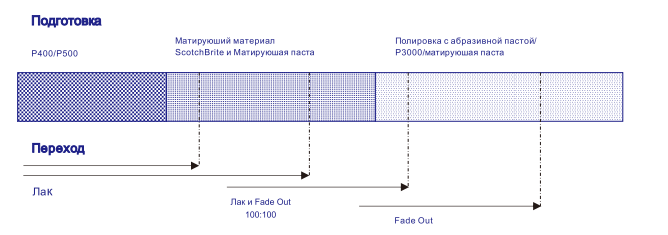 Подготовка
P400/P500
Матируюший материал
ScotchBrite и Матирующая паста
Полировка с абразивной пастой/
P3000/матирующая паста
Переход
Лак
Лак и Fade Out
100:100
Fade Out